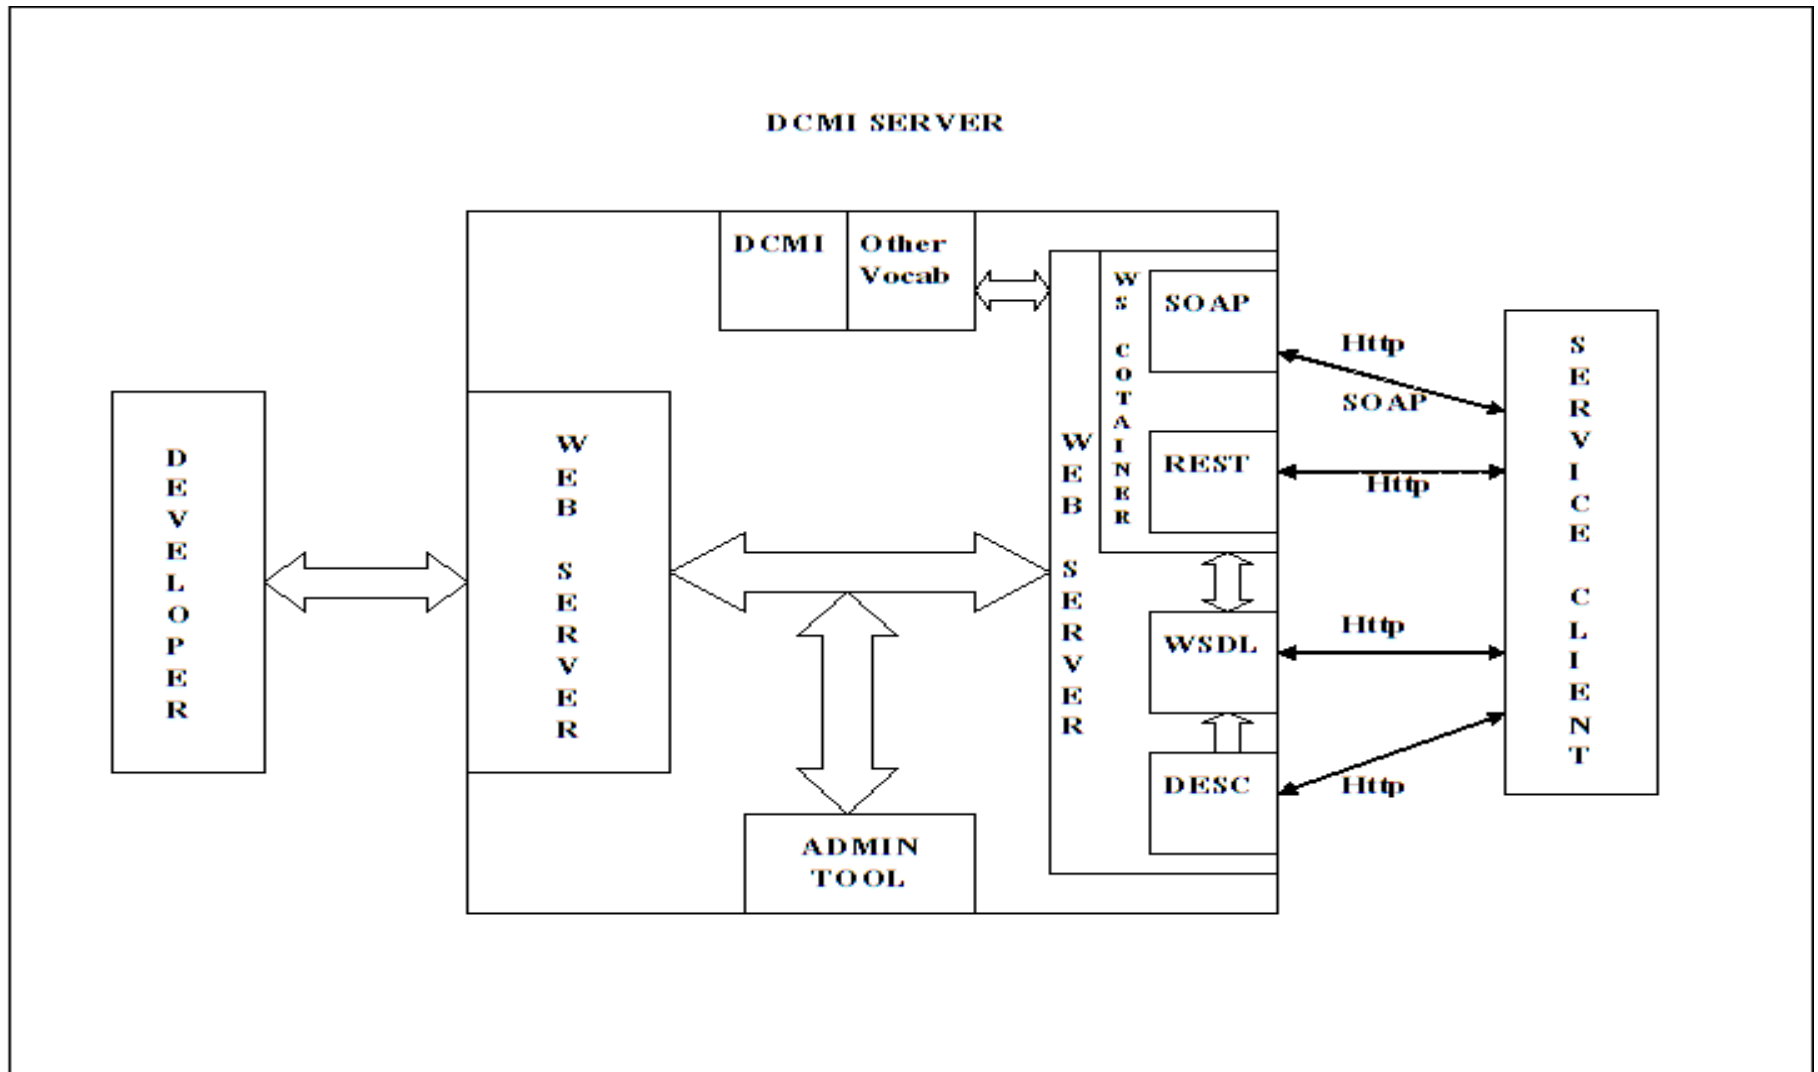 DCMI SERVER
DCMI
Other
Vocab
DEVELOPER
WEB SERVER
ADMIN
TOOL
WEB SERVER
WS COTAINER
SOAP
REST
WSDL
DESC
Http
SOAP
Http
Http
Http
SERVICE CLIENT